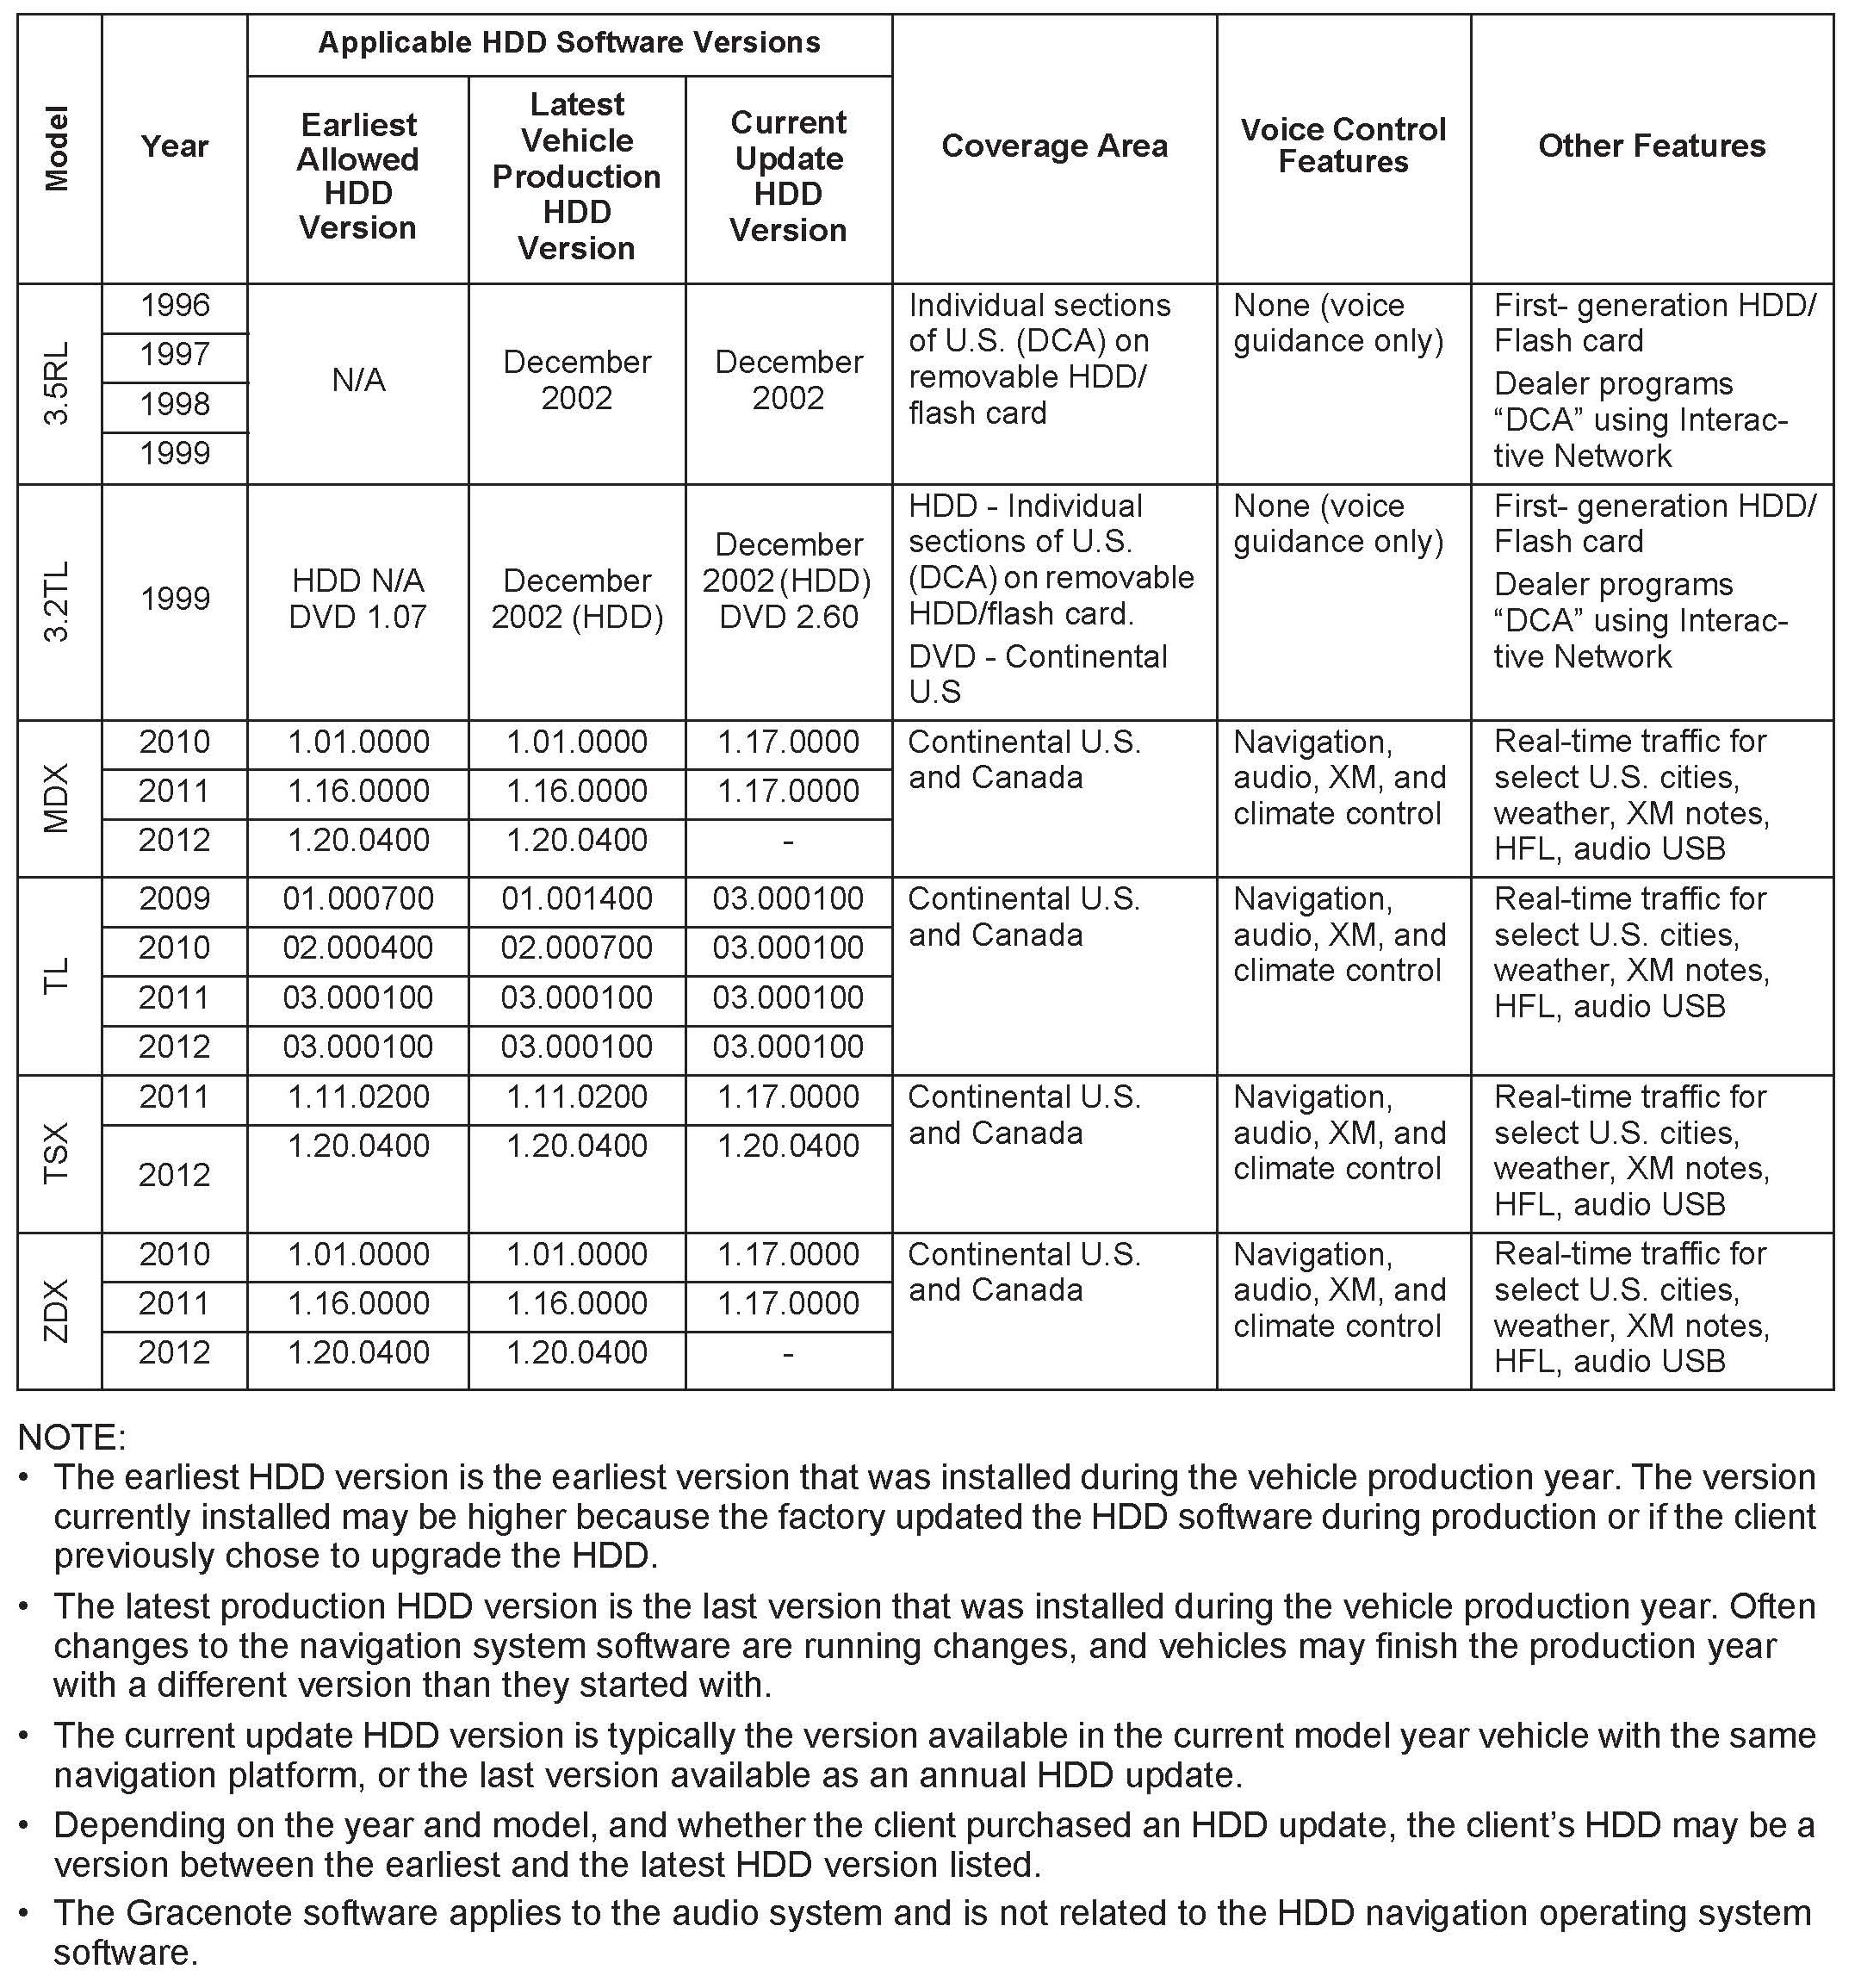 Model
Year
Applicable HDD Software Versions
Earliest
Allowed
HDD
Version
Latest
Vehicle
Production
HDD
Version
Current
Update
HDD
Version
Coverage Area
Voice Control
Features
Other Features
3.5RL
1996
1997
1998
1999
N/A
December
2002
December
2002
Individual sections
of U.S. (DCA) on
removable HDD/
flash card
None (voice
guidance only)
First- generation HDD/
Flash card
Dealer programs
“DCA” using Interac-
tive Network
3.2TL
1999
HDD N/A
DVD 1.07
December
2002 (HDD)
December
2002 (HDD)
DVD 2.60
HDD - Individual
sections of U.S.
(DCA) on removable
HDD/flash card.
DVD - Continental
U.S
None (voice
guidance only)
First- generation HDD/
Flash card
Dealer programs
“DCA” using Interac-
tive Network
MDX
2010 1.01.0000 1.01.0000 1.17.0000
2011 1.16.0000 1.16.0000 1.17.0000
2012 1.20.0400 1.20.0400 -
Continental U.S.
and Canada
Navigation,
audio, XM, and
climate control
Real-time traffic for
select U.S. cities,
weather, XM notes,
HFL, audio USB
TL
2009 01.000700 01.001400 03.000100
2010 02.000400 02.000700 03.000100
2011 03.000100 03.000100 03.000100
2012 03.000100 03.000100 03.000100
Continental U.S.
and Canada
Navigation,
audio, XM, and
climate control
Real-time traffic for
select U.S. cities,
weather, XM notes,
HFL, audio USB
TSX
2011 1.11.0200 1.11.0200 1.17.0000
2012 1.20.0400 1.20.0400 1.20.0400
Continental U.S.
and Canada
Navigation,
audio, XM, and
climate control
Real-time traffic for
select U.S. cities,
weather, XM notes,
HFL, audio USB
ZDX
2010 1.01.0000 1.01.0000 1.17.0000
2011 1.16.0000 1.16.0000 1.17.0000
2012 1.20.0400 1.20.0400 -
Continental U.S.
and Canada
Navigation,
audio, XM, and
climate control
Real-time traffic for
select U.S. cities,
weather, XM notes,
HFL, audio USB
NOTE:
• The earliest HDD version is the earliest version that was installed during the vehicle production year. The version
currently installed may be higher because the factory updated the HDD software during production or if the client
previously chose to upgrade the HDD.
• The latest production HDD version is the last version that was installed during the vehicle production year. Often
changes to the navigation system software are running changes, and vehicles may finish the production year
with a different version than they started with.
• The current update HDD version is typically the version available in the current model year vehicle with the same
navigation platform, or the last version available as an annual HDD update.
• Depending on the year and model, and whether the client purchased an HDD update, the client’s HDD may be a
version between the earliest and the latest HDD version listed.
• The Gracenote software applies to the audio system and is not related to the HDD navigation operating system
software.